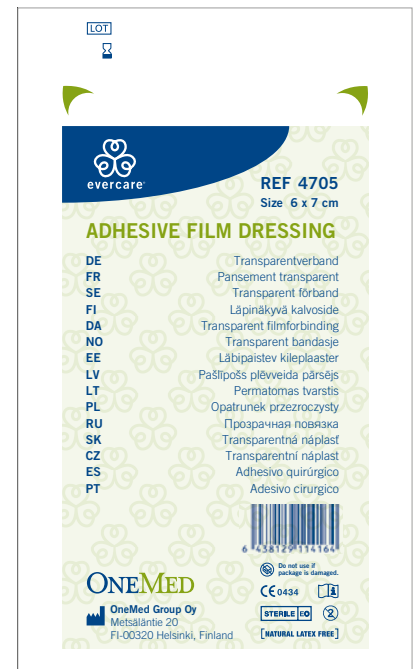 LOT
evercare®
REF 4705
Size 6 x 7 cm
ADHESIVE FILM DRESSING
DE Transparentverband
FR Pansement transparent
SE Transparent förband
FI Läpinäkyvä kalvoside
DA Transparent filmforbinding
NO Transparent bandasje
EE Läbipaistev kileplaaster
LV Pašlīpošs plēvveida pārsējs
LT Permatomas tvarstis
PL Opatrunek przezroczysty
RU Прозрачная повязка
SK Transparentná náplasť
CZ Transparentní náplast
ES Adhesivo quirúrgico
PT Adesivo cirurgico
6 438129 114164
Do not use if
package is damaged.
CE 0434
STERILE EO 2
[NATURAL LATEX FREE]
ONEMED
OneMed Group Oy
Metsäläntie 20
FI-00320 Helsinki, Finland